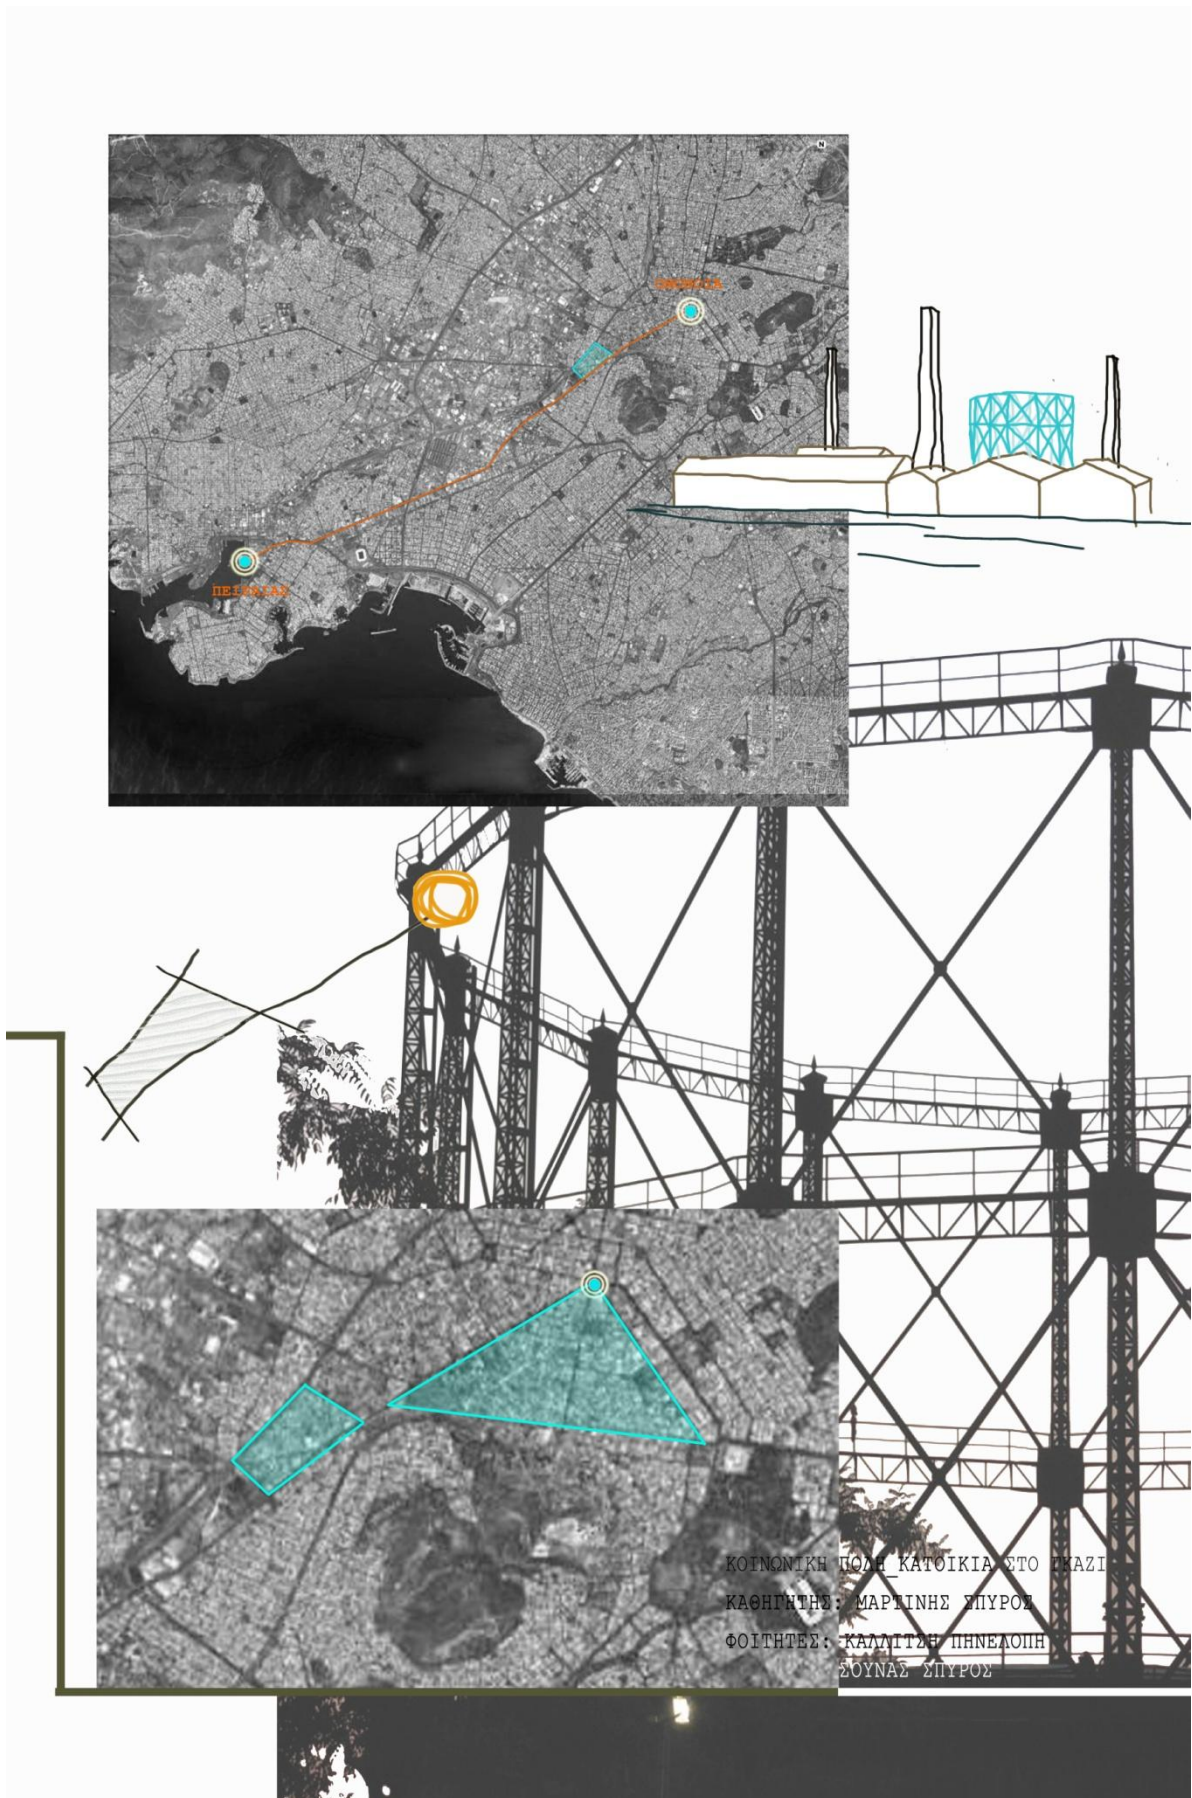 N
ΟΜΟΝΟΙΑ
ΠΕΙΡΑΙΑΣ
ΚΟΙΝΩΝΙΚΗ ΠΟΛΗ_ΚΑΤΟΙΚΙΑ ΣΤΟ ΓΚΑΖΙ
ΚΑΘΗΓΗΤΗΣ: ΜΑΡΤΙΝΗΣ ΣΠΥΡΟΣ
ΦΟΙΤΗΤΕΣ: ΚΑΛΛΙΤΣΗ ΠΗΝΕΛΟΠΗ
ΣΟΥΝΑΣ ΣΠΥΡΟΣ